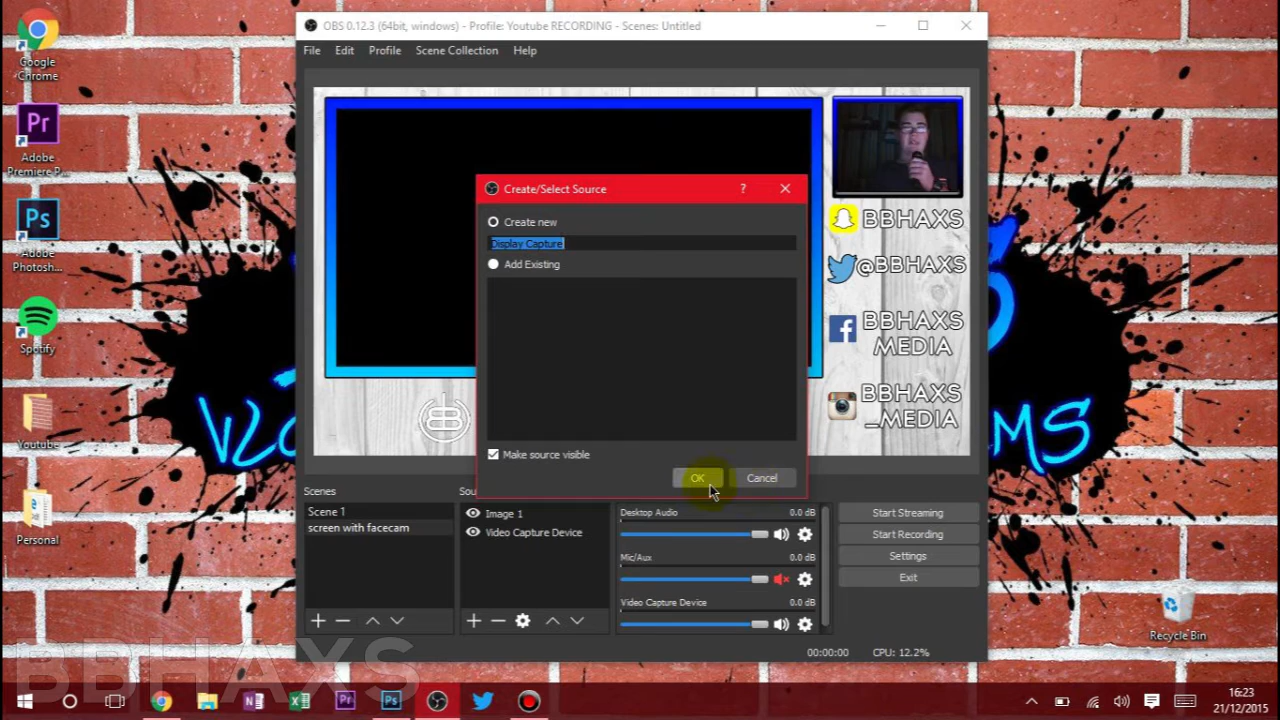 Google
Chrome
Adobe
Premiere P...
Adobe
Photosh...
Spotify
Youtube
Personal
OBS 0.12.3 (64bit, windows) - Profile: Youtube RECORDING - Scenes: Untitled
File Edit Profile Scene Collection Help
Create/Select Source
Create new
Display Capture
Add Existing
Make source visible
OK Cancel
BBHAXS
@BBHAXS
BBHAXS
MEDIA
BBHAXS
_MEDIA
Scenes
Scene 1
screen with facecam
Sou
Image 1
Video Capture Device
Desktop Audio 0.0 dB
Mic/Aux 0.0 dB
Video Capture Device 0.0 dB
Start Streaming
Start Recording
Settings
Exit
00:00:00 CPU: 12.2%
Recycle Bin
BBHAXS
16:23
21/12/2015